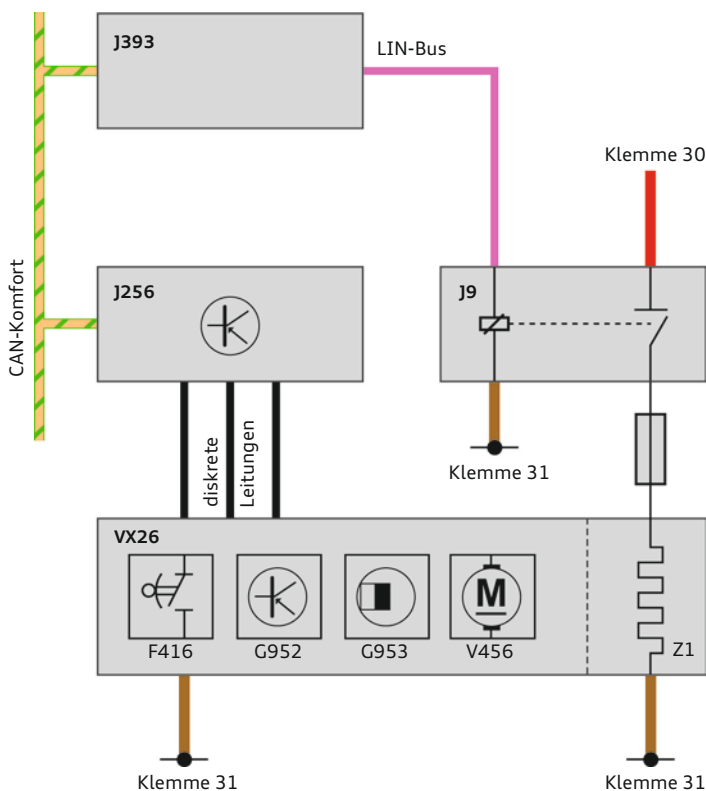 J393
LIN-Bus
Klemme 30
CAN-Komfort
J256
J9
diskrete
Leitungen
Klemme 31
VX26
M
F416
G952
G953
V456
Z1
Klemme 31
Klemme 31